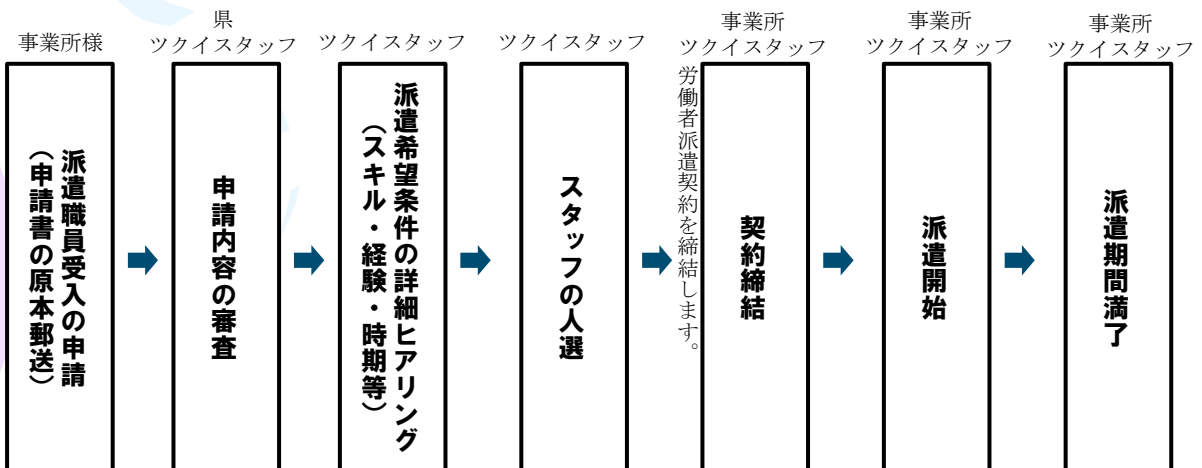 事業所様
派遣職員受入の申請
（申請書の原本郵送）
県
ツクイスタッフ
申請内容の審査
ツクイスタッフ
派遣希望条件の詳細ヒアリング
（スキル・経験・時期等）
ツクイスタッフ
スタッフの人選
事業所
ツクイスタッフ
契約締結
労働者派遣契約を締結します。
事業所
ツクイスタッフ
派遣開始
事業所
ツクイスタッフ
派遣期間満了